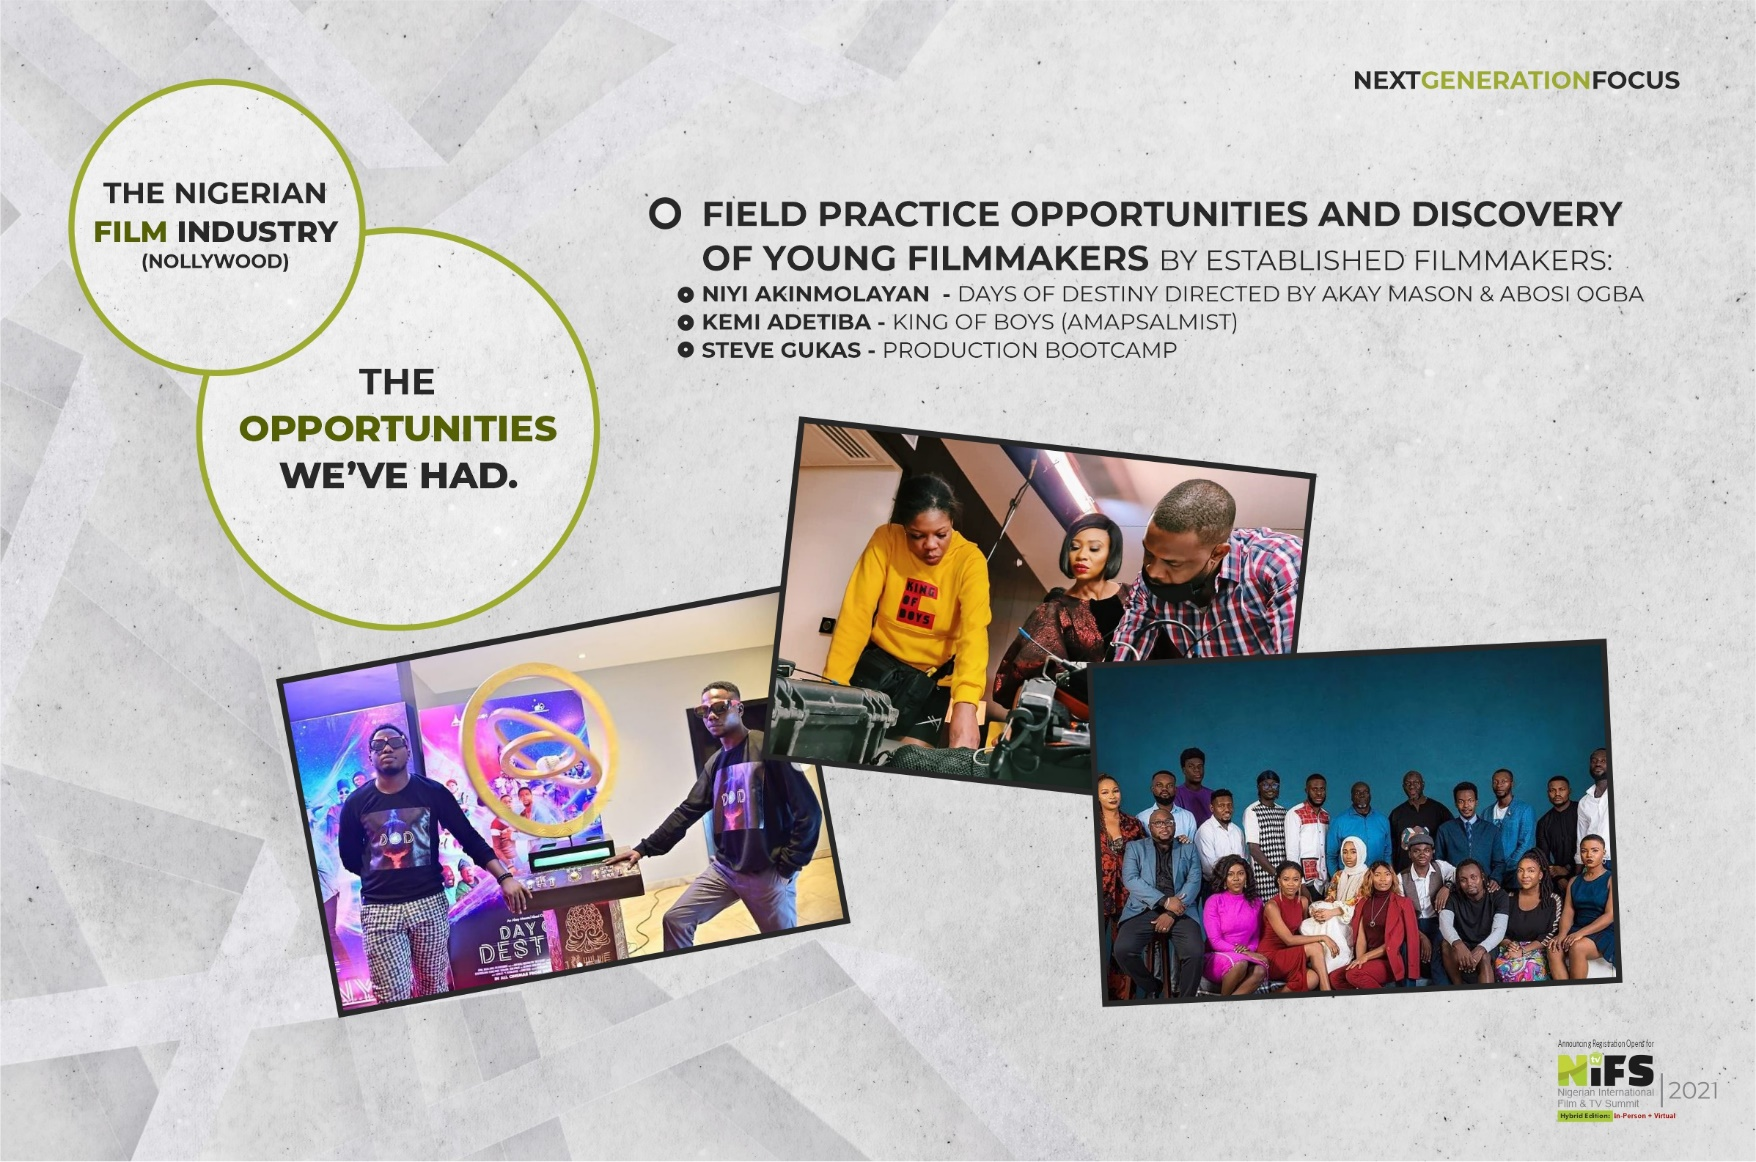 NEXTGENERATIONFOCUS
THE NIGERIAN
FILM INDUSTRY
(NOLLYWOOD)
THE
OPPORTUNITIES
WE'VE HAD.
FIELD PRACTICE OPPORTUNITIES AND DISCOVERY
OF YOUNG FILMMAKERS BY ESTABLISHED FILMMAKERS:
NIYI AKINMOLAYAN - DAYS OF DESTINY DIRECTED BY AKAY MASON & ABOSI OGBA
KEMI ADETIBA - KING OF BOYS (AMAPSALMIST)
STEVE GUKAS - PRODUCTION BOOTCAMP
KING
OF
BOYS
DOD
DOD
DAY
DEST
Announcing Registration Opens for
NiFS
tv
Nigerian International
Film & TV Summit
2021
Hybrid Edition: In-Person + Virtual